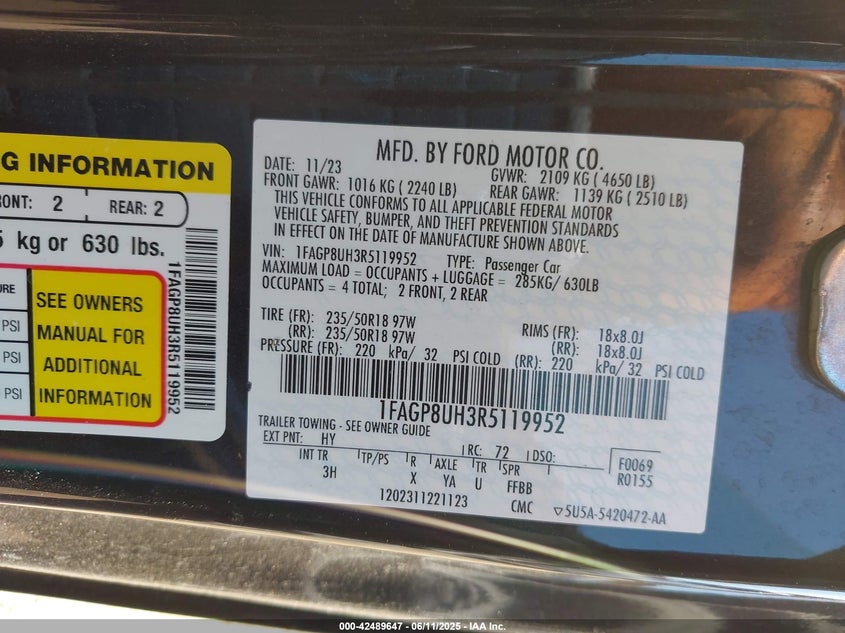 G INFORMATION
RONT: 2 REAR: 2
5 kg or 630 lbs.
URE
PSI
PSI
PSI
SEE OWNERS
MANUAL FOR
ADDITIONAL
INFORMATION
1FAGP8UH3R5119952
MFD. BY FORD MOTOR CO.
DATE: 11/23 GVWR: 2109 KG ( 4650 LB)
FRONT GAWR: 1016 KG ( 2240 LB) REAR GAWR: 1139 KG ( 2510 LB)
THIS VEHICLE CONFORMS TO ALL APPLICABLE FEDERAL MOTOR
VEHICLE SAFETY, BUMPER, AND THEFT PREVENTION STANDARDS
IN EFFECT ON THE DATE OF MANUFACTURE SHOWN ABOVE.
VIN: 1FAGP8UH3R5119952 TYPE: Passenger Car
MAXIMUM LOAD = OCCUPANTS + LUGGAGE = 285KG/ 630LB
OCCUPANTS = 4 TOTAL; 2 FRONT, 2 REAR
TIRE (FR): 235/50R18 97W RIMS (FR): 18x8.0J
(RR): 235/50R18 97W (RR): 18x8.0J
PRESSURE (FR): 220 kPa/ 32 PSI COLD (RR): 220 kPa/ 32 PSI COLD
1FAGP8UH3R5119952
TRAILER TOWING - SEE OWNER GUIDE
EXT PNT: HY RC: 72 DSO: F0069
INT TR TP/PS R AXLE TR SPR R0155
3H X YA U FFBB
1202311221123 CMC ▽5U5A-5420472-AA
000-42489647 - 06/11/2025 - IAA Inc.